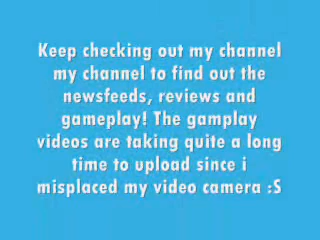 Keep checking out my channel
my channel to find out the
newsfeeds, reviews and
gameplay! The gamplay
videos are taking quite a long
time to upload since i
misplaced my video camera :S